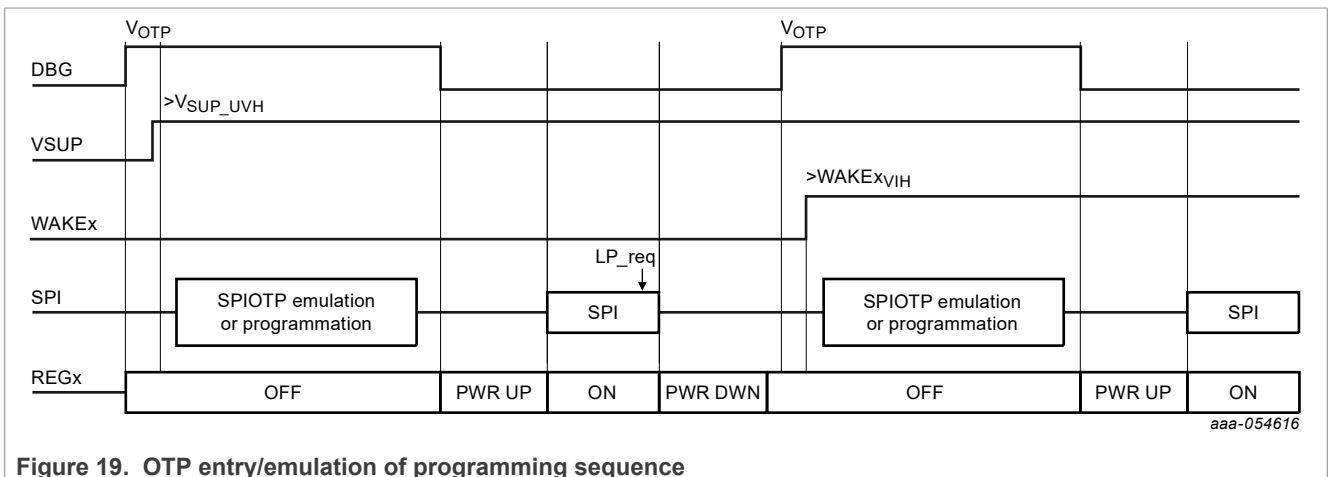 VOTP VOTP
DBG
>VSUP_UVH
VSUP
>WAKExVIH
WAKEx
LP_req
SPI
SPIOTP emulation
or programmation
SPI
SPIOTP emulation
or programmation
SPI
REGx
OFF PWR UP ON PWR DWN OFF PWR UP ON
aaa-054616
Figure 19. OTP entry/emulation of programming sequence